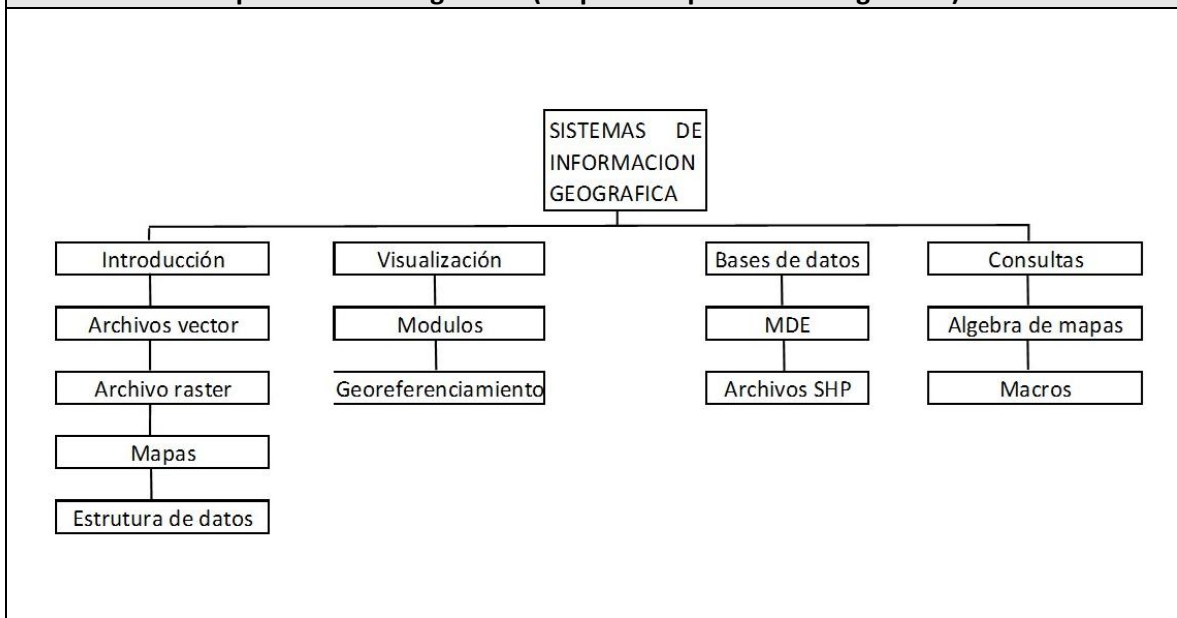 SISTEMAS DE
INFORMACION
GEOGRAFICA
Introducción
Archivos vector
Archivo raster
Mapas
Estrutura de datos
Visualización
Modulos
Georeferenciamiento
Bases de datos
MDE
Archivos SHP
Consultas
Algebra de mapas
Macros